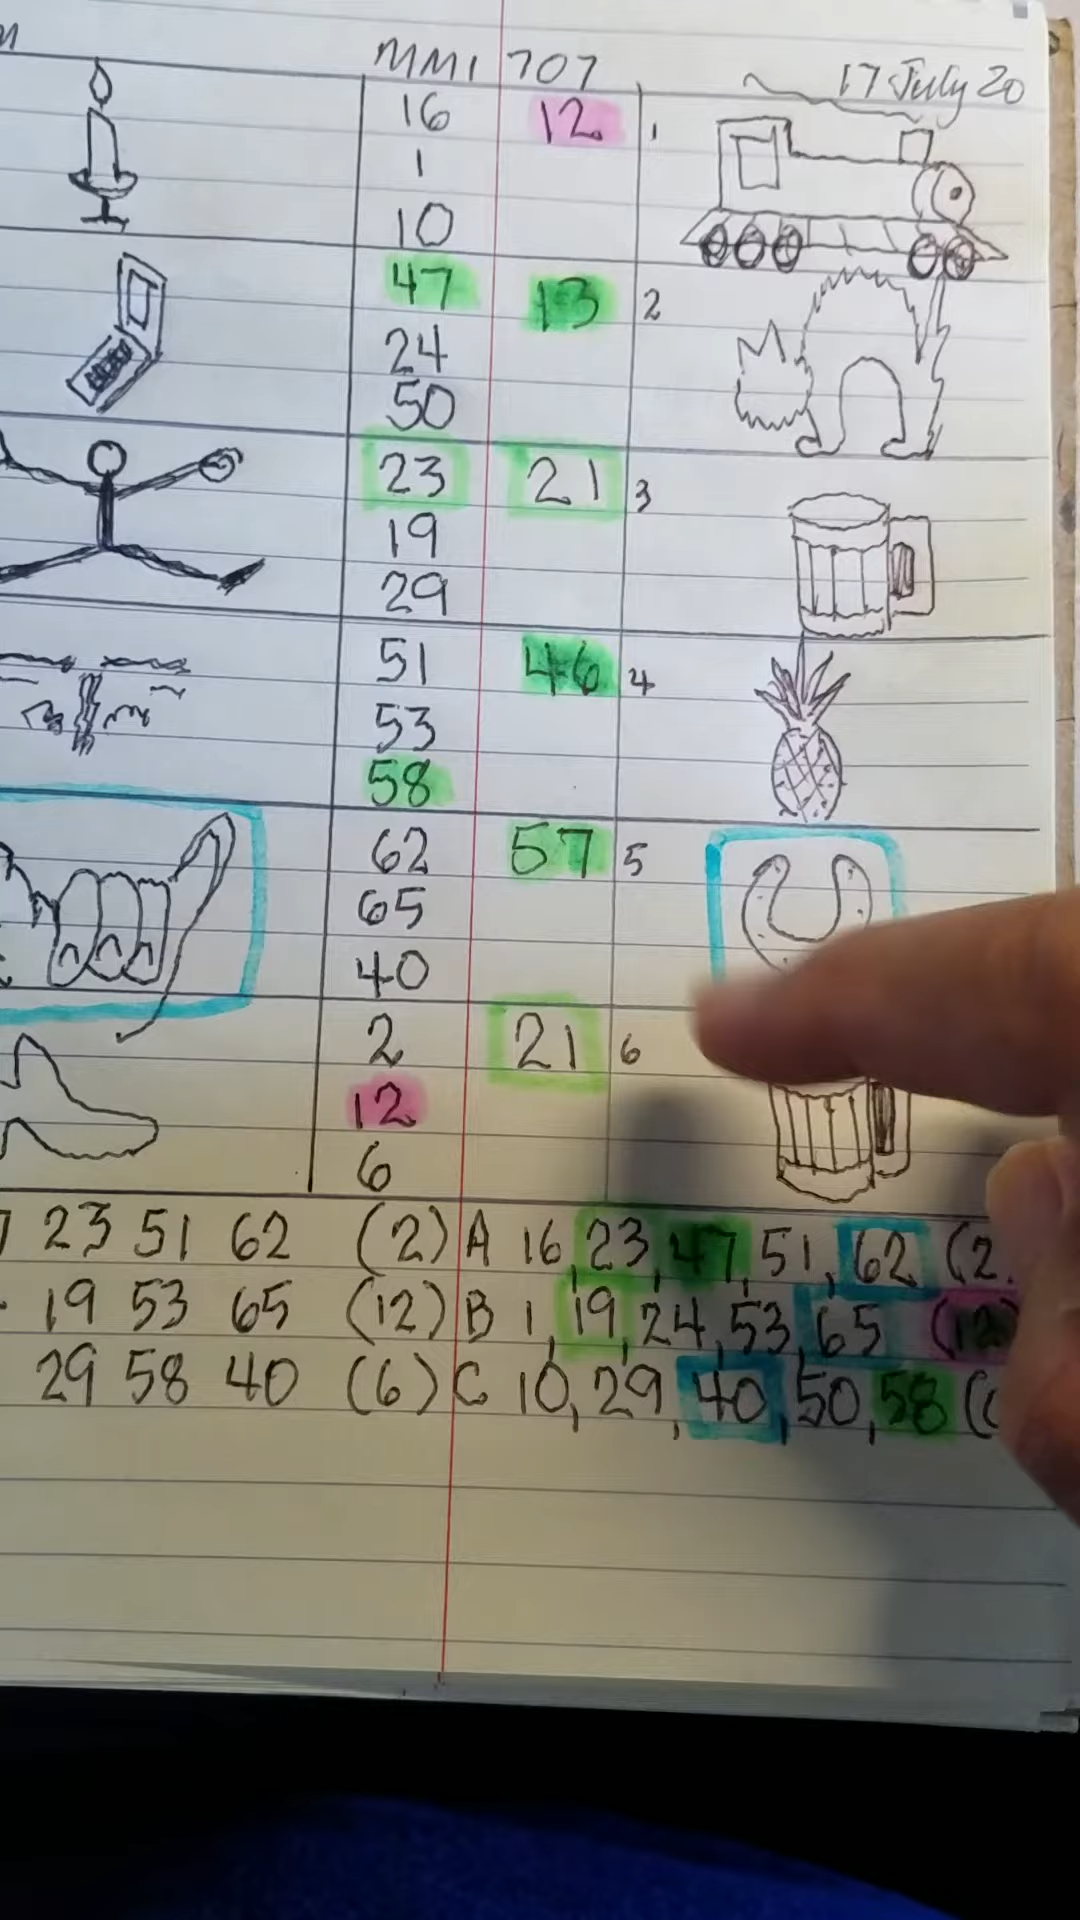 MM1 707 17 July 20
16 12 1
1
10
47 13 2
24
50
23 21 3
19
29
51 46 4
53
58
62 57 5
65
40
2 21 6
12
6
23 51 62 (2) A 16, 23, 47, 51, 62 (2
19 53 65 (12) B 1, 19, 24, 53, 65 (12)
29 58 40 (6) C 10, 29, 40, 50, 58 (